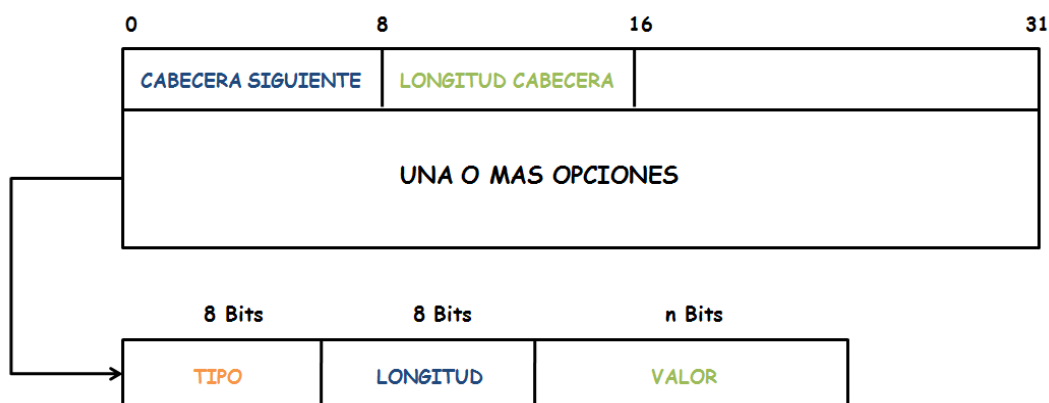 0 8 16 31
CABECERA SIGUIENTE LONGITUD CABECERA
UNA O MAS OPCIONES
8 Bits 8 Bits n Bits
TIPO LONGITUD VALOR